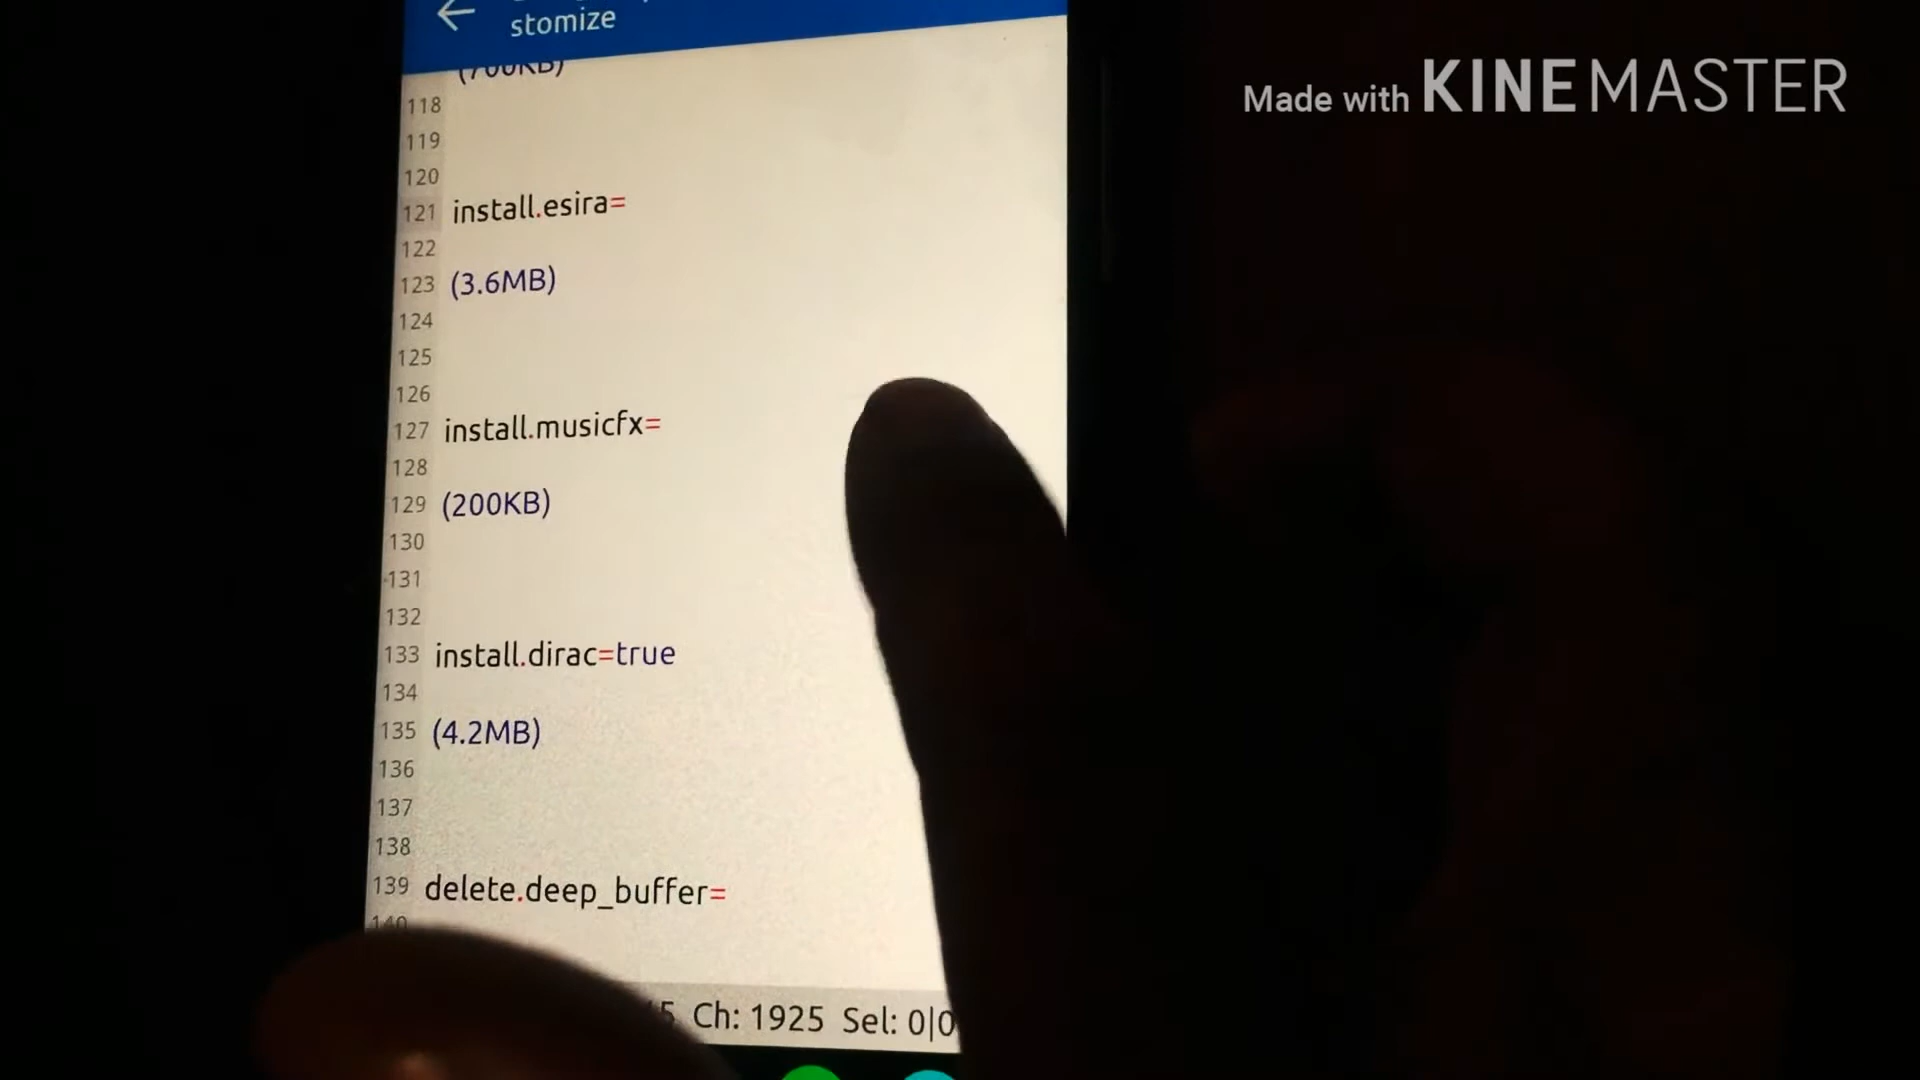 stomize
Made with KINEMASTER
(700KB)
118
119
120
121 install.esira=
122
123 (3.6MB)
124
125
126
127 install.musicfx=
128
129 (200KB)
130
131
132
133 install.dirac=true
134
135 (4.2MB)
136
137
138
139 delete.deep_buffer=
140
Ch: 1925 Sel: 0|0